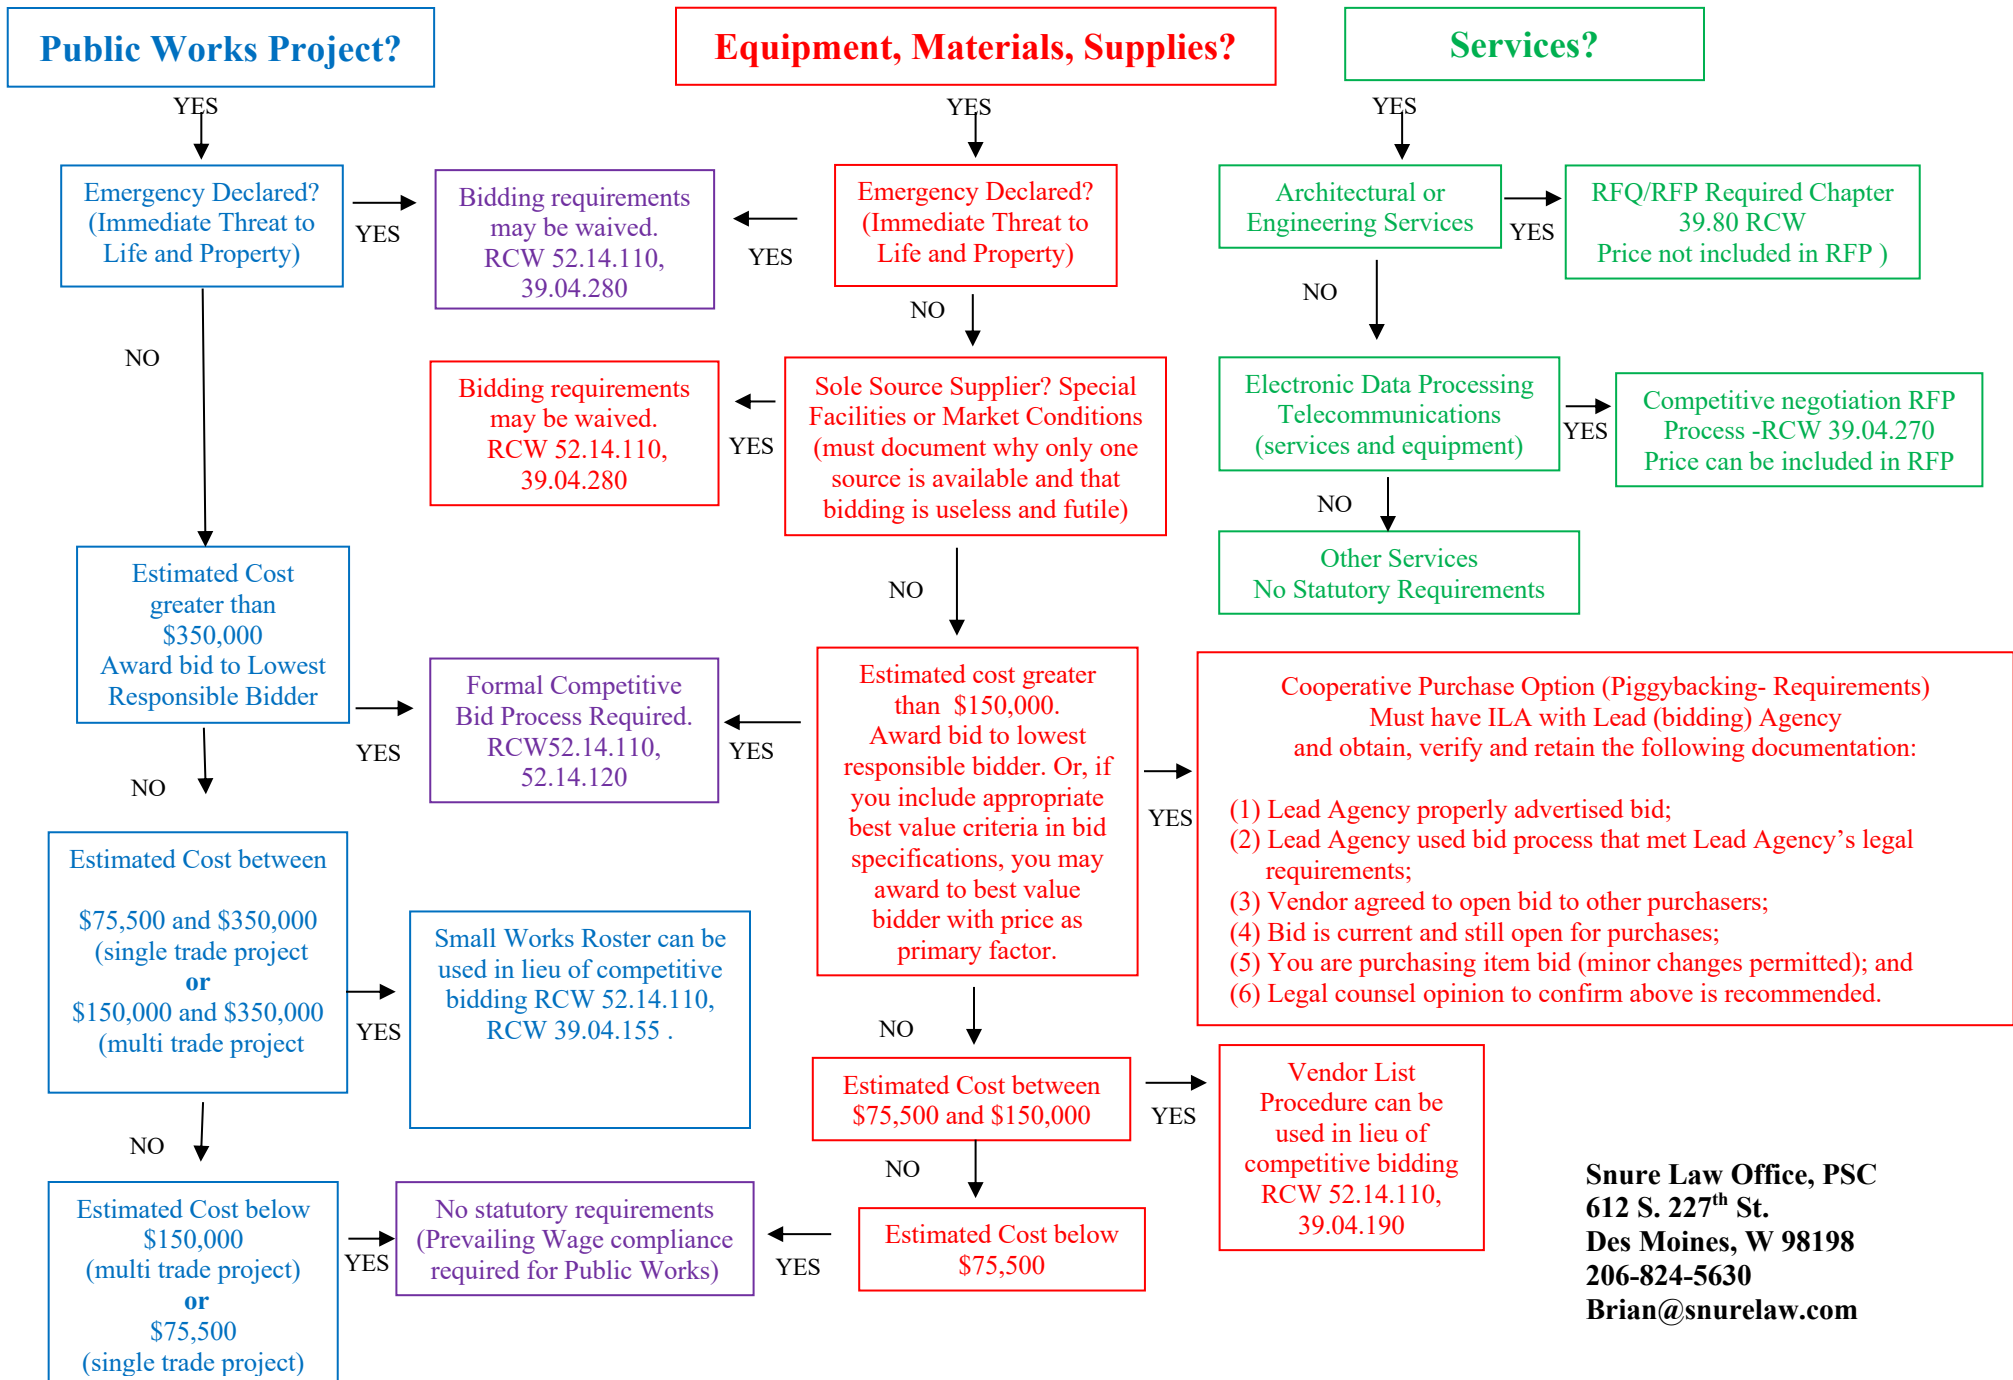 Public Works Project?
Equipment, Materials, Supplies?
Services?
YES
YES
YES
Emergency Declared?
(Immediate Threat to
Life and Property)
YES
Bidding requirements
may be waived.
RCW 52.14.110,
39.04.280
YES
Emergency Declared?
(Immediate Threat to
Life and Property)
Architectural or
Engineering Services
YES
RFQ/RFP Required Chapter
39.80 RCW
Price not included in RFP )
NO
NO
NO
Bidding requirements
may be waived.
RCW 52.14.110,
39.04.280
YES
Sole Source Supplier? Special
Facilities or Market Conditions
(must document why only one
source is available and that
bidding is useless and futile)
Electronic Data Processing
Telecommunications
(services and equipment)
YES
Competitive negotiation RFP
Process -RCW 39.04.270
Price can be included in RFP
NO
Other Services
No Statutory Requirements
NO
Estimated Cost
greater than
$350,000
Award bid to Lowest
Responsible Bidder
YES
Formal Competitive
Bid Process Required.
RCW52.14.110,
52.14.120
YES
Estimated cost greater
than  $150,000.
Award bid to lowest
responsible bidder. Or, if
you include appropriate
best value criteria in bid
specifications, you may
award to best value
bidder with price as
primary factor.
YES
Cooperative Purchase Option (Piggybacking- Requirements)
Must have ILA with Lead (bidding) Agency
and obtain, verify and retain the following documentation:
(1) Lead Agency properly advertised bid;
(2) Lead Agency used bid process that met Lead Agency’s legal
requirements;
(3) Vendor agreed to open bid to other purchasers;
(4) Bid is current and still open for purchases;
(5) You are purchasing item bid (minor changes permitted); and
(6) Legal counsel opinion to confirm above is recommended.
NO
Estimated Cost between
$75,500 and $350,000
(single trade project
or
$150,000 and $350,000
(multi trade project
YES
Small Works Roster can be
used in lieu of competitive
bidding RCW 52.14.110,
RCW 39.04.155 .
NO
Estimated Cost between
$75,500 and $150,000
YES
Vendor List
Procedure can be
used in lieu of
competitive bidding
RCW 52.14.110,
39.04.190
NO
NO
Estimated Cost below
$150,000
(multi trade project)
or
$75,500
(single trade project)
YES
No statutory requirements
(Prevailing Wage compliance
required for Public Works)
YES
Estimated Cost below
$75,500
Snure Law Office, PSC
612 S. 227th St.
Des Moines, W 98198
206-824-5630
Brian@snurelaw.com